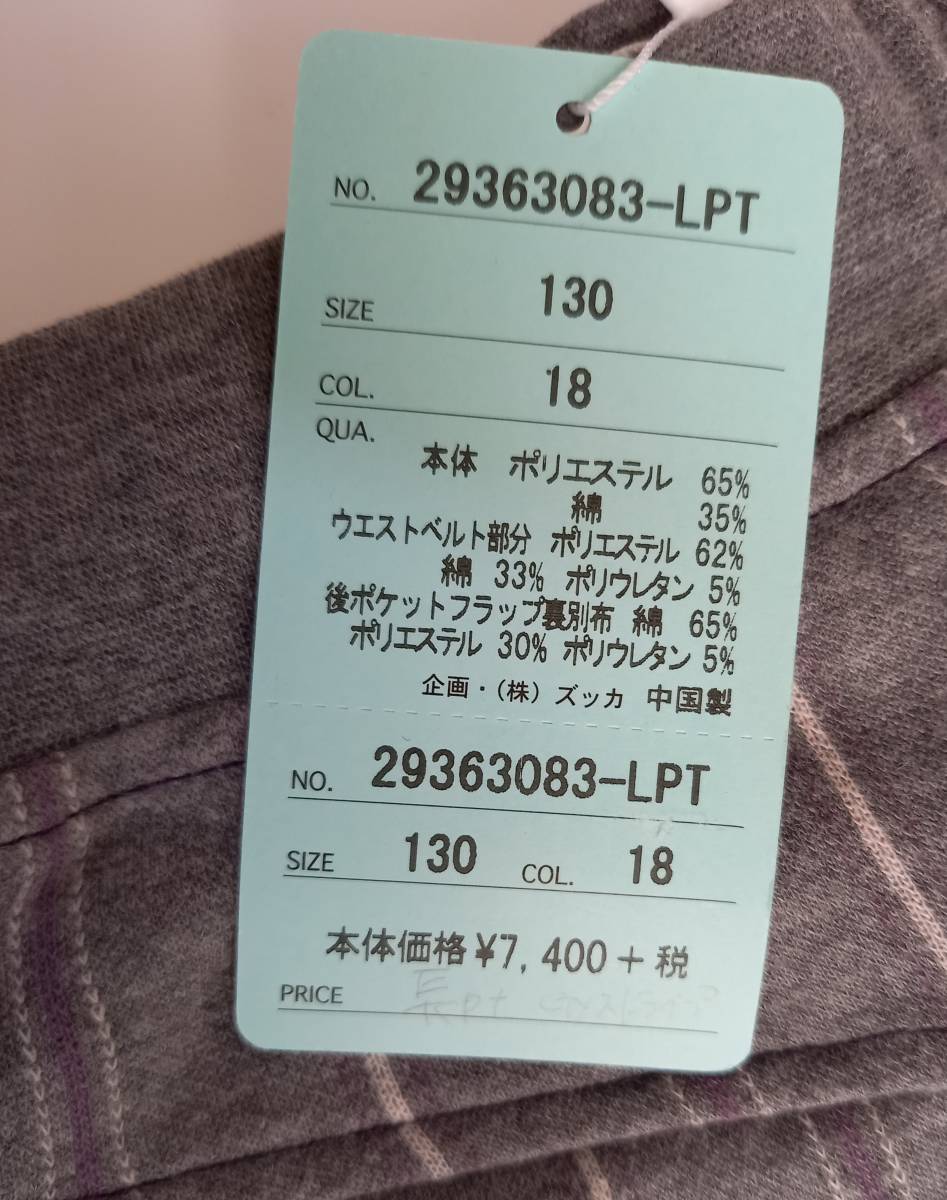 NO. 29363083-LPT
SIZE 130
COL. 18
QUA.
本体 ポリエステル 65%
綿 35%
ウエストベルト部分 ポリエステル 62%
綿 33% ポリウレタン 5%
後ポケットフラップ裏別布 綿 65%
ポリエステル 30% ポリウレタン 5%
企画・(株)ズッカ 中国製
NO. 29363083-LPT
SIZE 130 COL. 18
本体価格¥7,400+税
PRICE 長pt